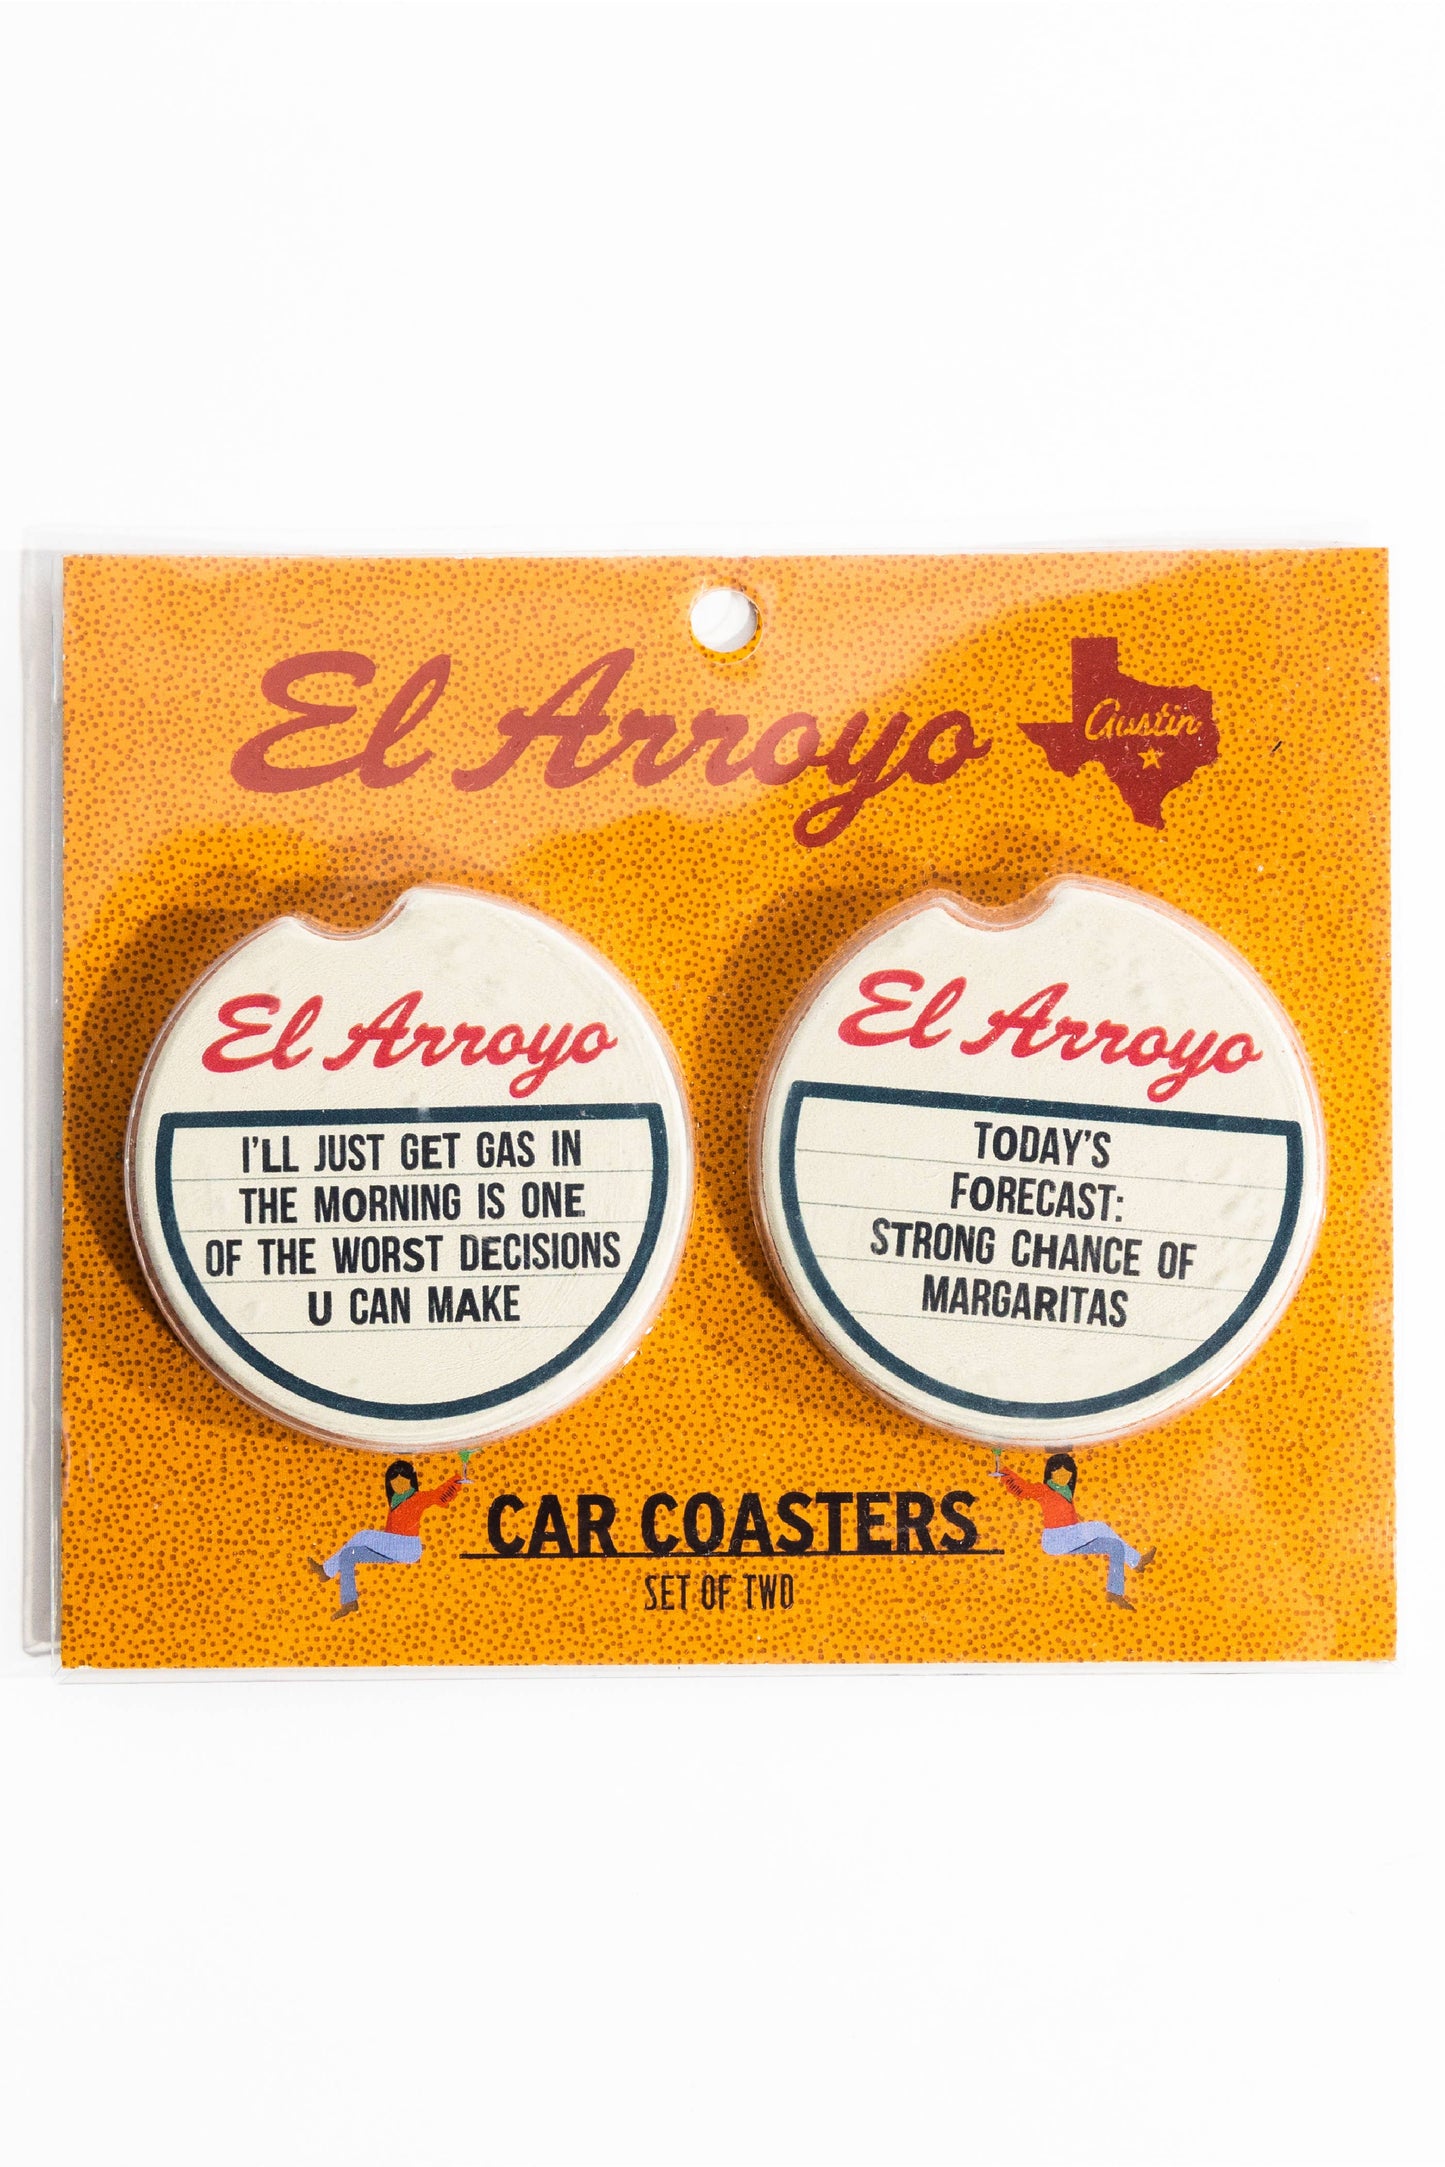 El Arroyo
Austin
El Arroyo
I'LL JUST GET GAS IN
THE MORNING IS ONE
OF THE WORST DECISIONS
U CAN MAKE
El Arroyo
TODAY'S
FORECAST:
STRONG CHANCE OF
MARGARITAS
CAR COASTERS
SET OF TWO